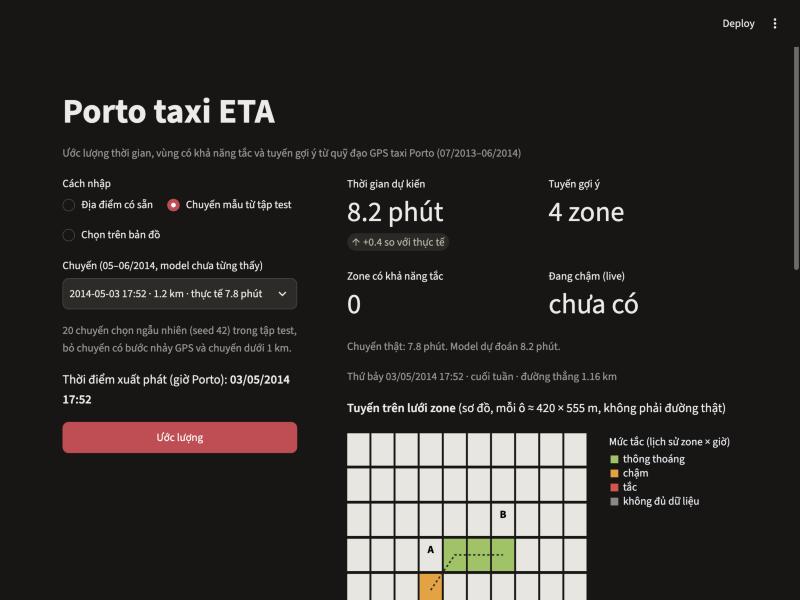 Deploy
Porto taxi ETA
Ước lượng thời gian, vùng có khả năng tắc và tuyến gợi ý từ quỹ đạo GPS taxi Porto (07/2013–06/2014)
Cách nhập
Địa điểm có sẵn
Chuyến mẫu từ tập test
Chọn trên bản đồ
Chuyến (05–06/2014, model chưa từng thấy)
2014-05-03 17:52 · 1.2 km · thực tế 7.8 phút
20 chuyến chọn ngẫu nhiên (seed 42) trong tập test,
bỏ chuyến có bước nhảy GPS và chuyến dưới 1 km.
Thời điểm xuất phát (giờ Porto): 03/05/2014
17:52
Ước lượng
Thời gian dự kiến
8.2 phút
↑ +0.4 so với thực tế
Tuyến gợi ý
4 zone
Zone có khả năng tắc
0
Đang chậm (live)
chưa có
Chuyến thật: 7.8 phút. Model dự đoán 8.2 phút.
Thứ bảy 03/05/2014 17:52 · cuối tuần · đường thẳng 1.16 km
Tuyến trên lưới zone (sơ đồ, mỗi ô ≈ 420 × 555 m, không phải đường thật)
B
A
Mức tắc (lịch sử zone × giờ)
thông thoáng
chậm
tắc
không đủ dữ liệu